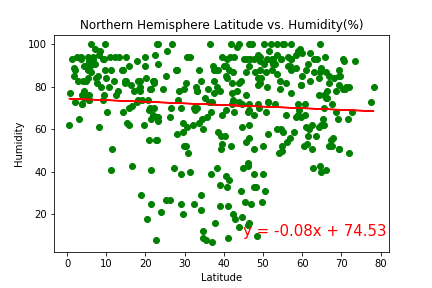 Northern Hemisphere Latitude vs. Humidity(%)
100
80
60
40
20
Humidity
y = -0.08x + 74.53
0 10 20 30 40 50 60 70 80
Latitude